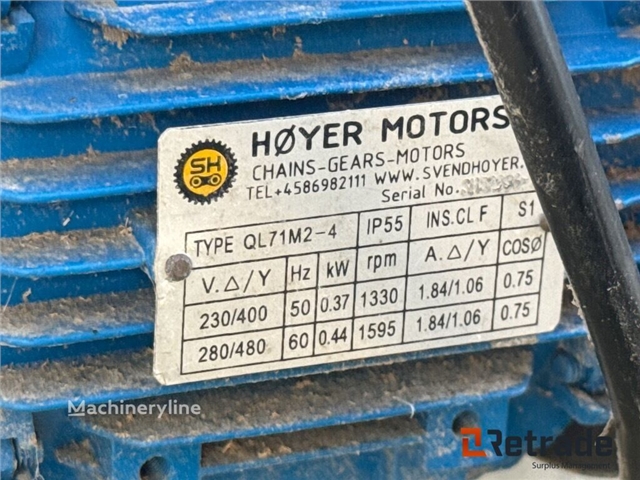 SH
HØYER MOTORS
CHAINS-GEARS-MOTORS
TEL+4586982111 WWW.SVENDHOYER.
Serial No.
TYPE QL71M2-4 IP55 INS.CL F S1
V.△/Y Hz kW rpm A.△/Y COSØ
230/400 50 0.37 1330 1.84/1.06 0.75
280/480 60 0.44 1595 1.84/1.06 0.75
Machineryline
Retrade
Surplus Management